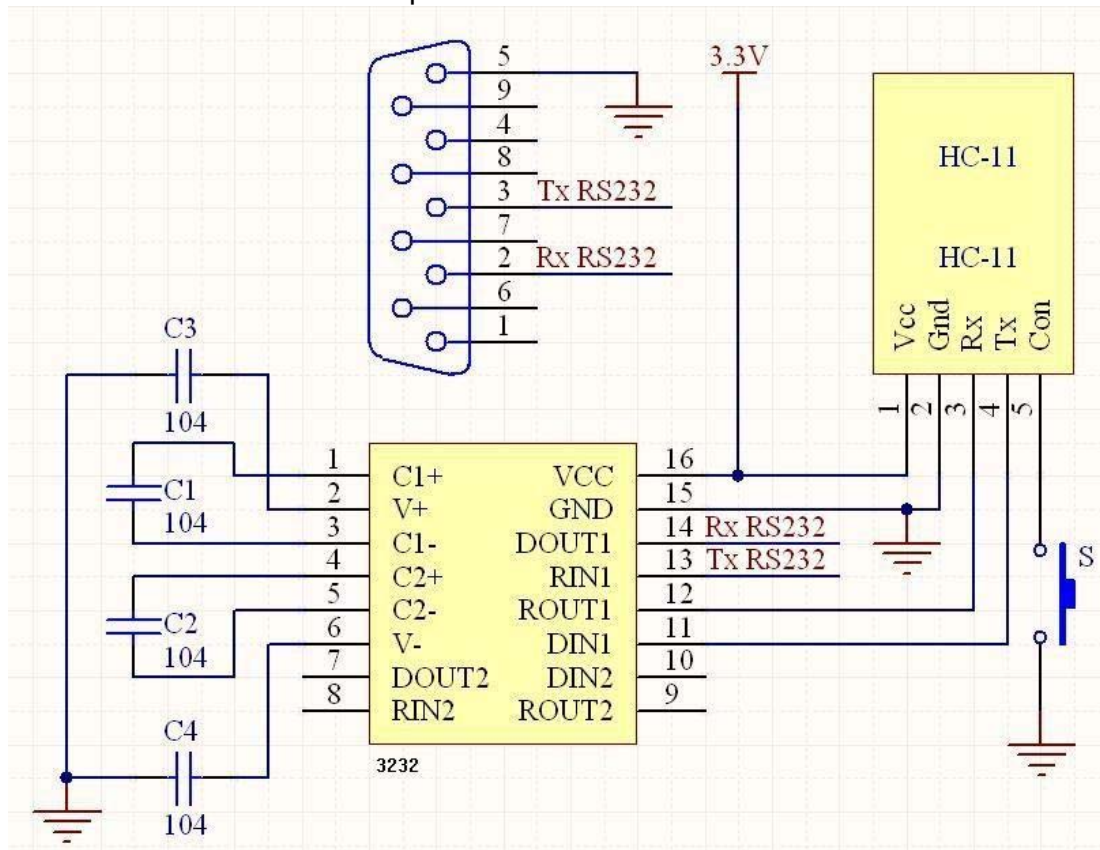 5
9
4
8
3 Tx RS232
7
2 Rx RS232
6
1
3.3V
HC-11
HC-11
Vcc
Gnd
Rx
Tx
Con
1
2
3
4
5
S
C3
104
C1
104
C2
104
C4
104
1 C1+
2 V+
3 C1-
4 C2+
5 C2-
6 V-
7 DOUT2
8 RIN2
VCC 16
GND 15
DOUT1 14 Rx RS232
RIN1 13 Tx RS232
ROUT1 12
DIN1 11
DIN2 10
ROUT2 9
3232